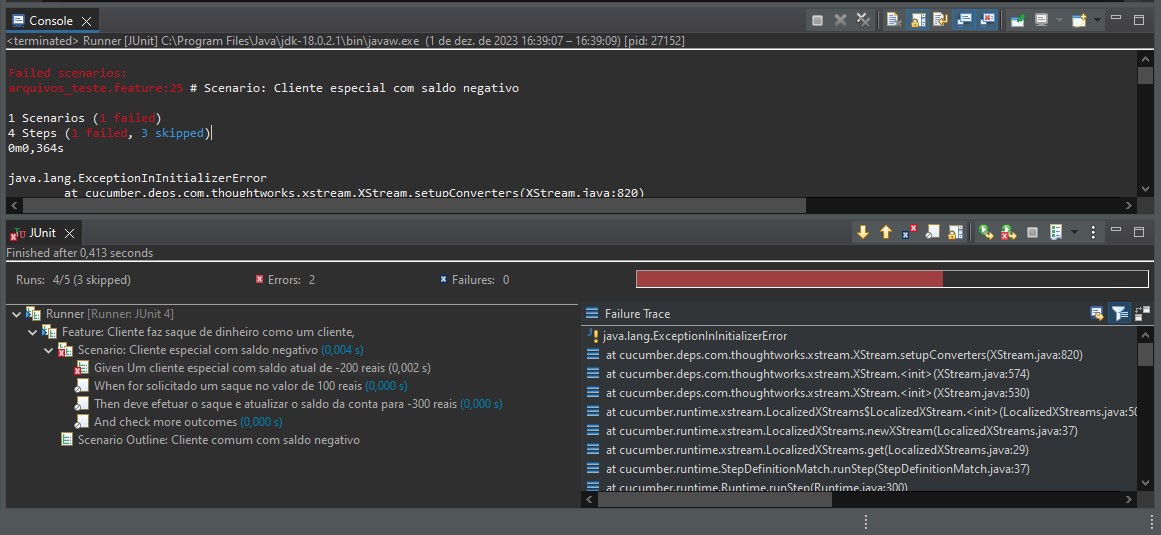 Console
<terminated> Runner [JUnit] C:\Program Files\Java\jdk-18.0.2.1\bin\javaw.exe (1 de dez. de 2023 16:39:07 – 16:39:09) [pid: 27152]
Failed scenarios:
arquivos_teste.feature:25 # Scenario: Cliente especial com saldo negativo
1 Scenarios (1 failed)
4 Steps (1 failed, 3 skipped)
0m0,364s
java.lang.ExceptionInInitializerError
at cucumber.deps.com.thoughtworks.xstream.XStream.setupConverters(XStream.java:820)
JUnit
Finished after 0,413 seconds
Runs: 4/5 (3 skipped) Errors: 2 Failures: 0
Runner [Runner: JUnit 4]
Feature: Cliente faz saque de dinheiro como um cliente,
Scenario: Cliente especial com saldo negativo (0,004 s)
Given Um cliente especial com saldo atual de -200 reais (0,002 s)
When for solicitado um saque no valor de 100 reais (0,000 s)
Then deve efetuar o saque e atualizar o saldo da conta para -300 reais (0,000 s)
And check more outcomes (0,000 s)
Scenario Outline: Cliente comum com saldo negativo
Failure Trace
java.lang.ExceptionInInitializerError
at cucumber.deps.com.thoughtworks.xstream.XStream.setupConverters(XStream.java:820)
at cucumber.deps.com.thoughtworks.xstream.XStream.<init>(XStream.java:574)
at cucumber.deps.com.thoughtworks.xstream.XStream.<init>(XStream.java:530)
at cucumber.runtime.xstream.LocalizedXStreams$LocalizedXStream.<init>(LocalizedXStreams.java:50
at cucumber.runtime.xstream.LocalizedXStreams.newXStream(LocalizedXStreams.java:37)
at cucumber.runtime.xstream.LocalizedXStreams.get(LocalizedXStreams.java:29)
at cucumber.runtime.StepDefinitionMatch.runStep(StepDefinitionMatch.java:37)
at cucumber.runtime.Runtime.runStep(Runtime.java:300)